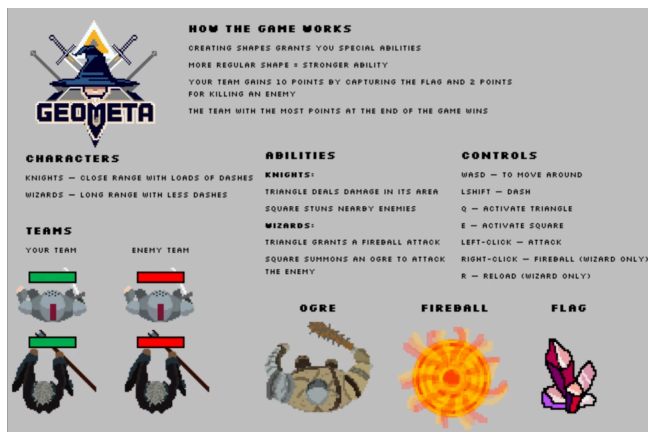 GEOMETA
HOW THE GAME WORKS
CREATING SHAPES GRANTS YOU SPECIAL ABILITIES
MORE REGULAR SHAPE = STRONGER ABILITY
YOUR TEAM GAINS 10 POINTS BY CAPTURING THE FLAG AND 2 POINTS
FOR KILLING AN ENEMY
THE TEAM WITH THE MOST POINTS AT THE END OF THE GAME WINS
CHARACTERS
KNIGHTS — CLOSE RANGE WITH LOADS OF DASHES
WIZARDS — LONG RANGE WITH LESS DASHES
TEAMS
YOUR TEAM
ENEMY TEAM
ABILITIES
KNIGHTS:
TRIANGLE DEALS DAMAGE IN ITS AREA
SQUARE STUNS NEARBY ENEMIES
WIZARDS:
TRIANGLE GRANTS A FIREBALL ATTACK
SQUARE SUMMONS AN OGRE TO ATTACK
THE ENEMY
CONTROLS
WASD — TO MOVE AROUND
LSHIFT — DASH
Q — ACTIVATE TRIANGLE
E — ACTIVATE SQUARE
LEFT-CLICK — ATTACK
RIGHT-CLICK — FIREBALL (WIZARD ONLY)
R — RELOAD (WIZARD ONLY)
OGRE
FIREBALL
FLAG